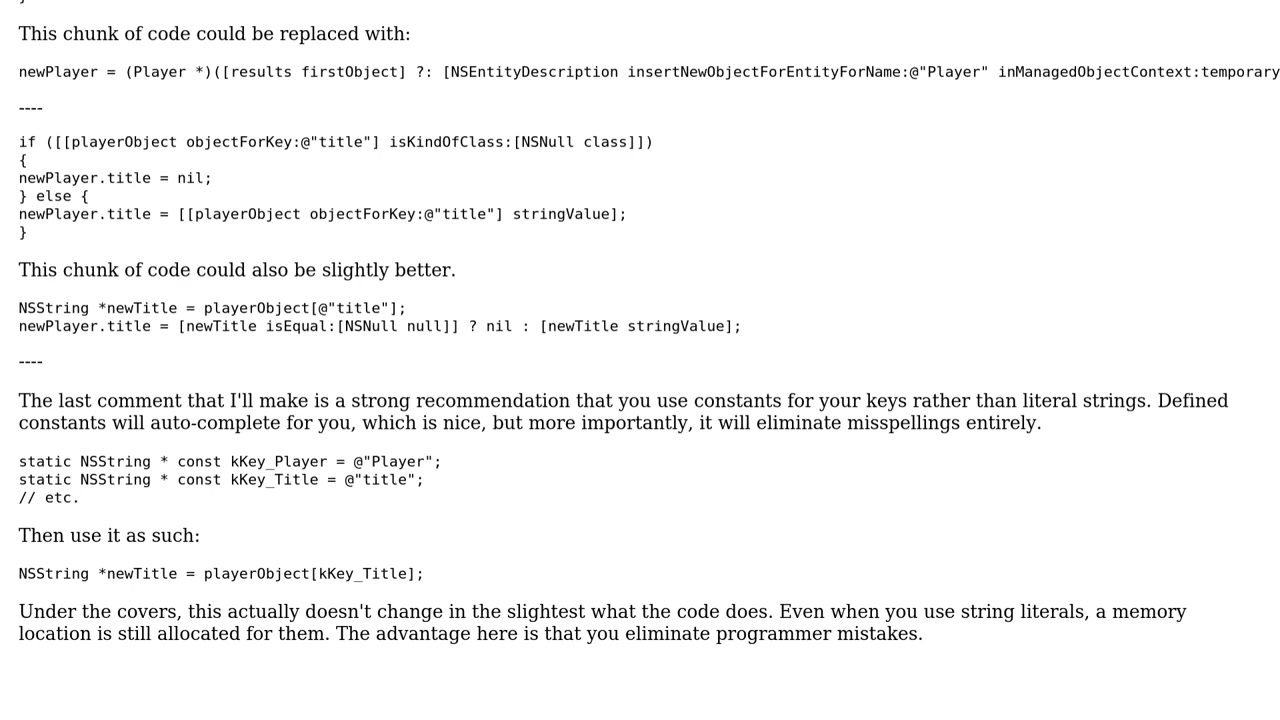 }
This chunk of code could be replaced with:
newPlayer = (Player *)([results firstObject] ?: [NSEntityDescription insertNewObjectForEntityForName:@"Player" inManagedObjectContext:temporary
----
if ([[playerObject objectForKey:@"title"] isKindOfClass:[NSNull class]])
{
newPlayer.title = nil;
} else {
newPlayer.title = [[playerObject objectForKey:@"title"] stringValue];
}
This chunk of code could also be slightly better.
NSString *newTitle = playerObject[@"title"];
newPlayer.title = [newTitle isEqual:[NSNull null]] ? nil : [newTitle stringValue];
----
The last comment that I'll make is a strong recommendation that you use constants for your keys rather than literal strings. Defined
constants will auto-complete for you, which is nice, but more importantly, it will eliminate misspellings entirely.
static NSString * const kKey_Player = @"Player";
static NSString * const kKey_Title = @"title";
// etc.
Then use it as such:
NSString *newTitle = playerObject[kKey_Title];
Under the covers, this actually doesn't change in the slightest what the code does. Even when you use string literals, a memory
location is still allocated for them. The advantage here is that you eliminate programmer mistakes.